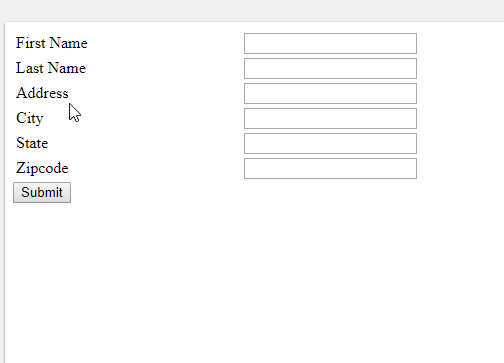 First Name
Last Name
Address
City
State
Zipcode
Submit